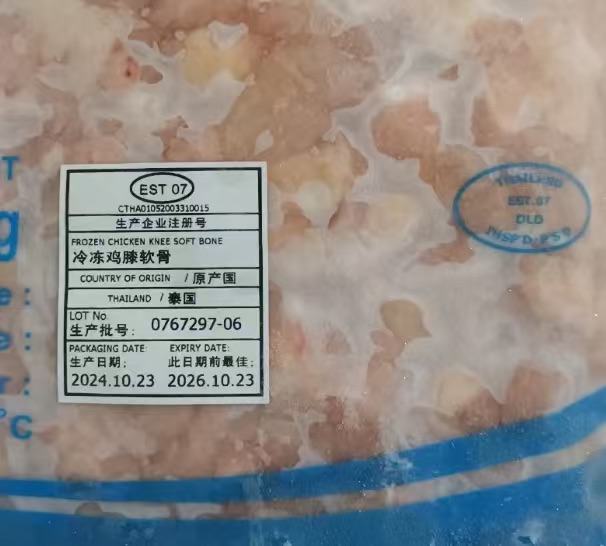 EST 07
CTHA01052003310015
生产企业注册号
FROZEN CHICKEN KNEE SOFT BONE
冷冻鸡膝软骨
COUNTRY OF ORIGIN / 原产国
THAILAND / 泰国
LOT No.
生产批号: 0767297-06
PACKAGING DATE: EXPIRY DATE:
生产日期: 此日期前最佳:
2024.10.23 2026.10.23
THAILAND
EST.07
DLD
INSP'D P'S'D
T
g
e:
e:
r:
°C